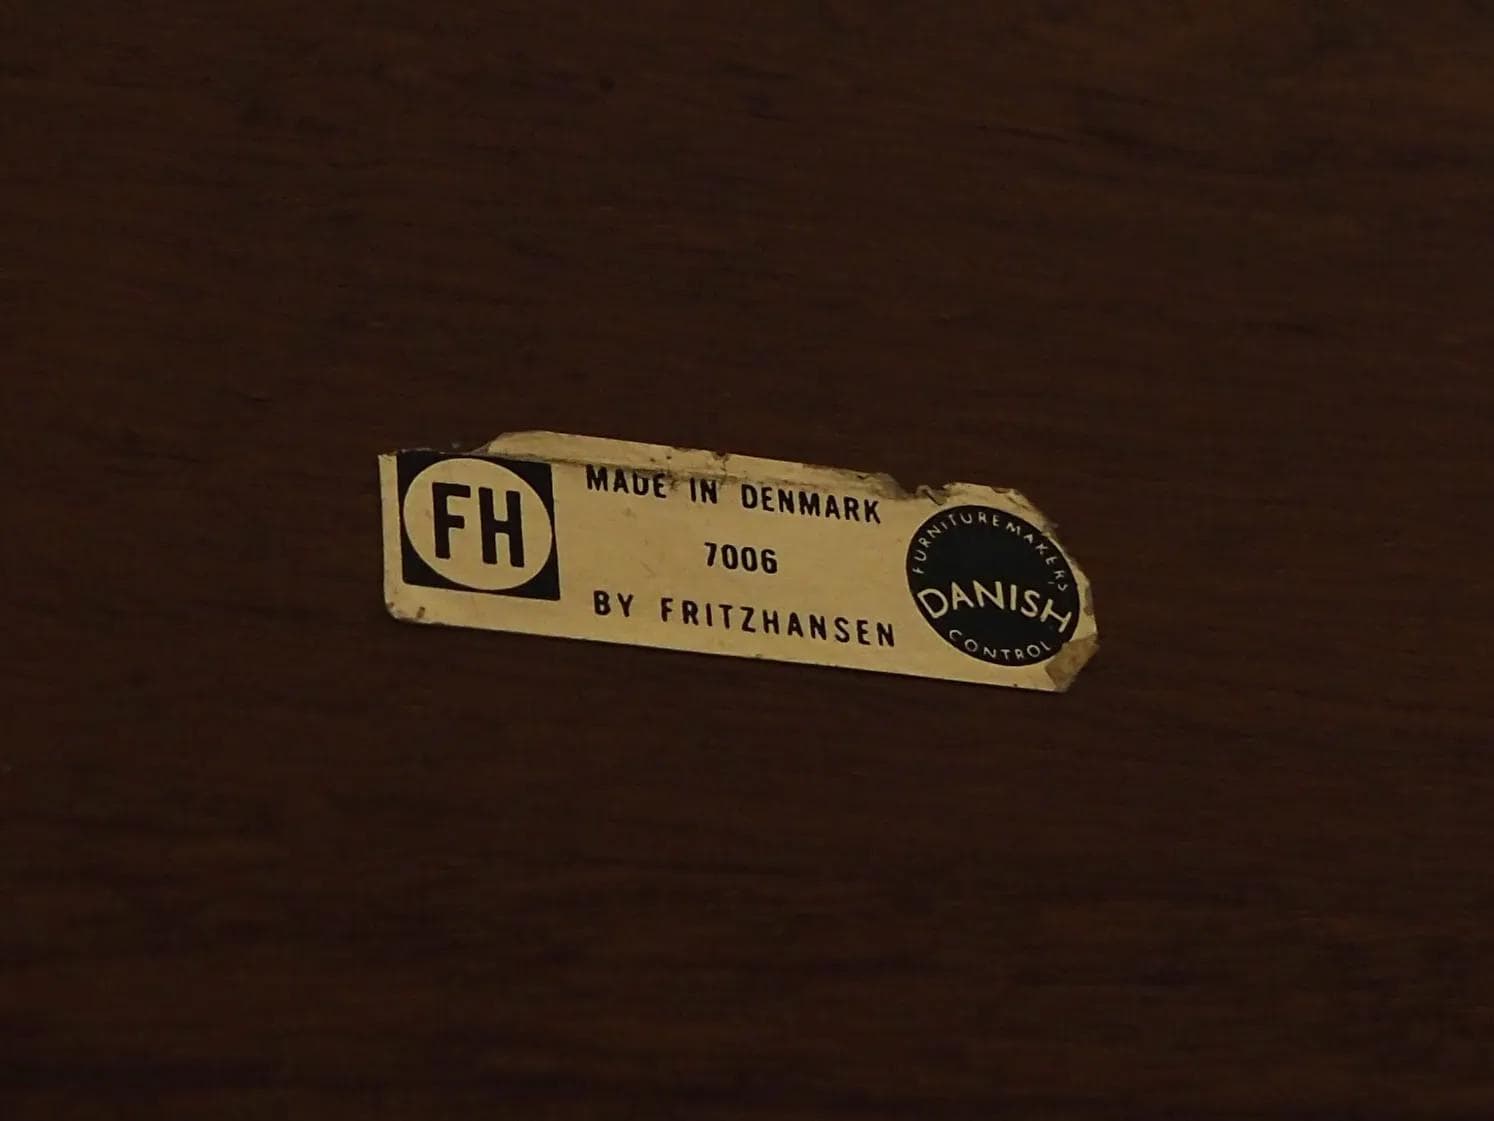 FH
MADE IN DENMARK
7006
BY FRITZHANSEN
FURNITUREMAKERS
DANISH
CONTROL